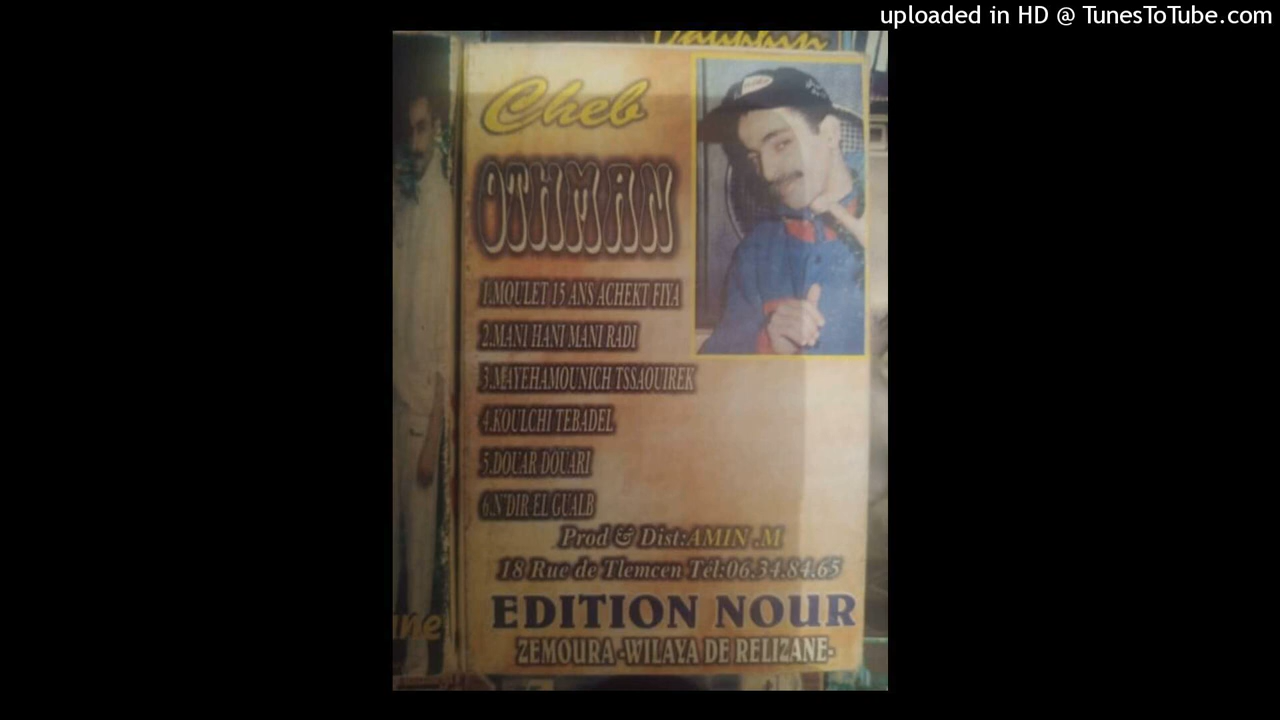 uploaded in HD @ TunesToTube.com
Dauphin
Cheb
OTHMAN
1.MOULET 15 ANS ACHEKT FIYA
2.MANI HANI MANI RADI
3.MAYEHAMOUNICH TSSAOUIREK
4.KOULCHI TEBADEL
5.DOUAR DOUARI
6.N'DIR EL GUALB
Prod & Dist:AMIN .M
18 Rue de Tlemcen Tél:06.34.84.65
EDITION NOUR
ZEMOURA -WILAYA DE RELIZANE-